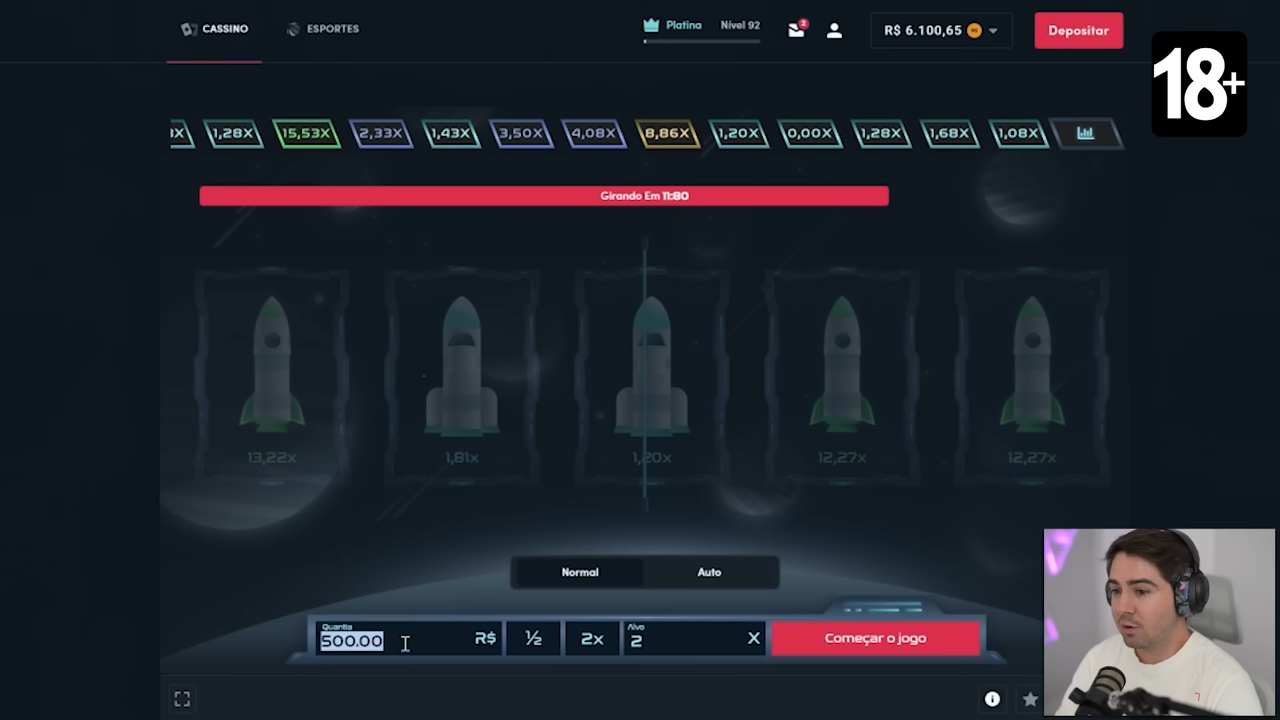 CASSINO
ESPORTES
Platina
Nível 92
2
R$ 6.100,65
R$
Depositar
18+
1,28X
15,53X
2,33X
1,43X
3,50X
4,08X
8,86X
1,20X
0,00X
1,28X
1,68X
1,08X
Girando Em 11:80
13,22x
1,81x
1,20x
12,27x
12,27x
Normal
Auto
Quantia
500.00
R$
½
2x
Alvo
2
X
Começar o jogo